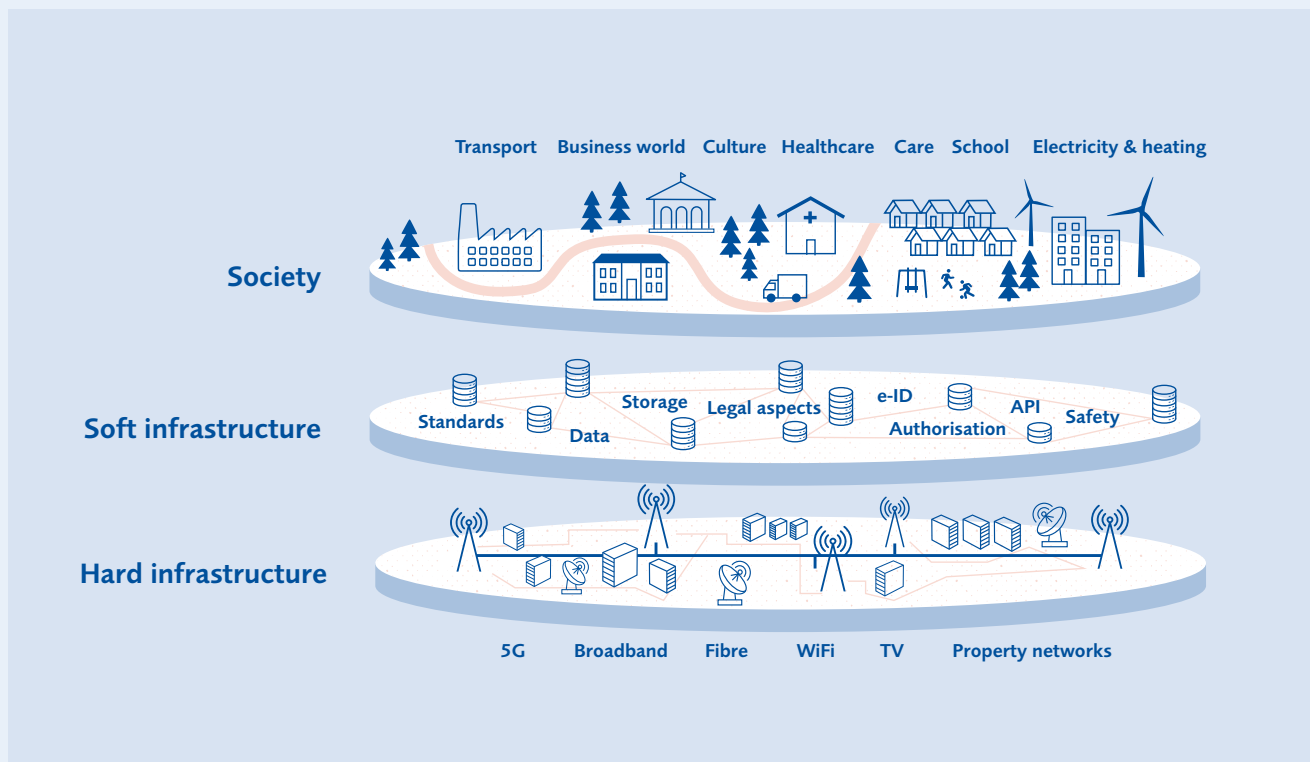 Transport Business world Culture Healthcare Care School Electricity & heating
Society
Soft infrastructure
Standards
Data
Storage
Legal aspects
e-ID
Authorisation
API
Safety
Hard infrastructure
5G Broadband Fibre WiFi TV Property networks